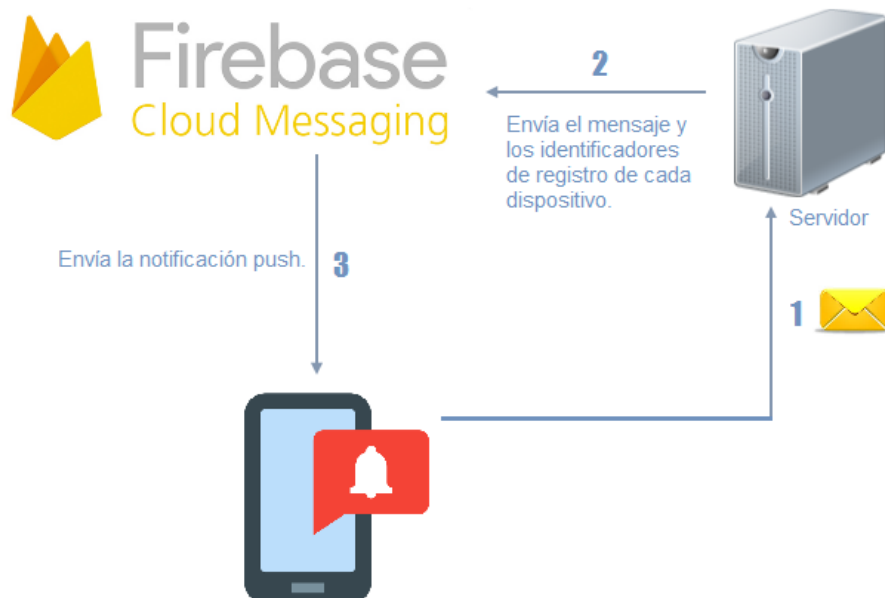 Firebase
Cloud Messaging
2
Envía el mensaje y
los identificadores
de registro de cada
dispositivo.
Servidor
Envía la notificación push.
3
1